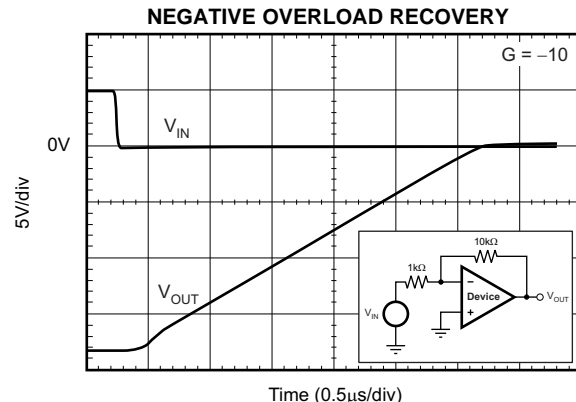 NEGATIVE OVERLOAD RECOVERY
G = −10
V_IN
0V
5V/div
V_OUT
10kΩ
1kΩ
−
Device
+
V_OUT
V_IN
Time (0.5μs/div)